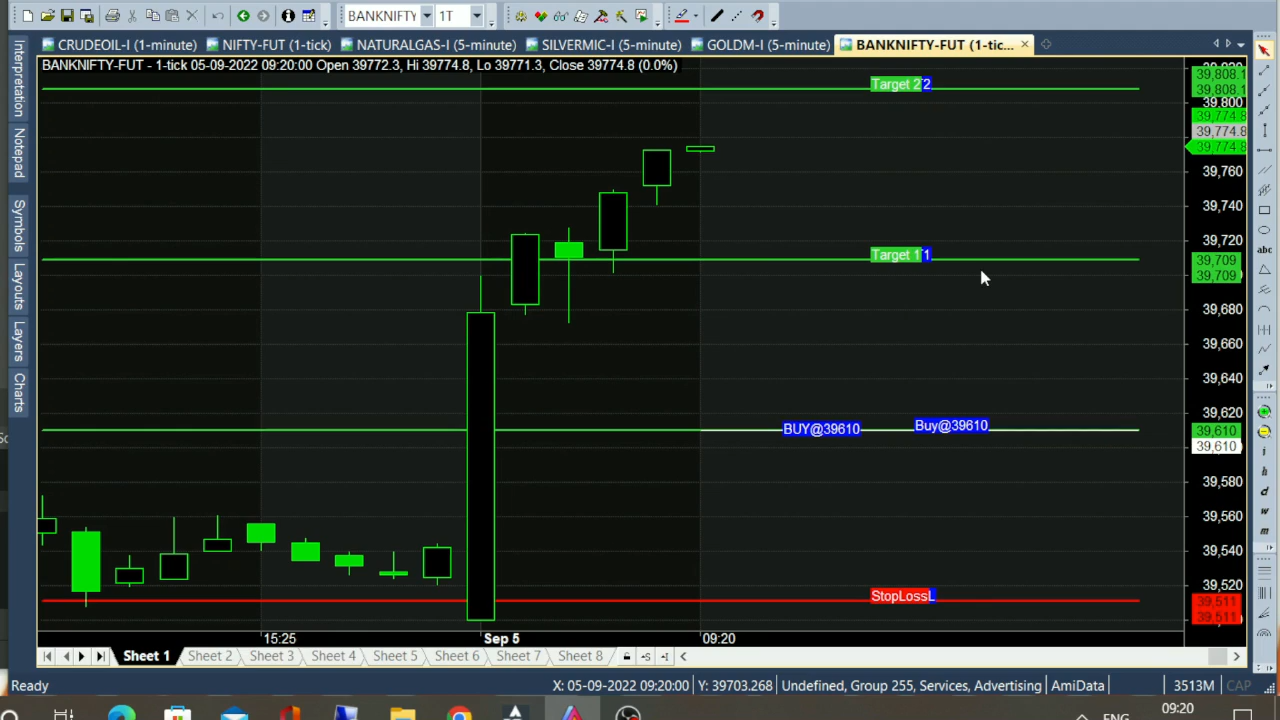 BANKNIFTY
1T
CRUDEOIL-I (1-minute)
NIFTY-FUT (1-tick)
NATURALGAS-I (5-minute)
SILVERMIC-I (5-minute)
GOLDM-I (5-minute)
BANKNIFTY-FUT (1-tic...
BANKNIFTY-FUT - 1-tick 05-09-2022 09:20:00 Open 39772.3, Hi 39774.8, Lo 39771.3, Close 39774.8 (0.0%)
Interpretation
Notepad
Symbols
Layouts
Layers
Charts
Target 2
Target 1
BUY@39610
Buy@39610
StopLoss
39,808.1
39,808.1
39,800
39,774.8
39,774.8
39,774.8
39,760
39,740
39,720
39,709
39,709
39,680
39,660
39,640
39,620
39,610
39,610
39,580
39,560
39,540
39,520
39,511
39,511
abc
i
h
d
w
m
15:25
Sep 5
09:20
Sheet 1 Sheet 2 Sheet 3 Sheet 4 Sheet 5 Sheet 6 Sheet 7 Sheet 8
Ready
X: 05-09-2022 09:20:00
Y: 39703.268
Undefined, Group 255, Services, Advertising
AmiData
3513M
CAP
ENG
09:20